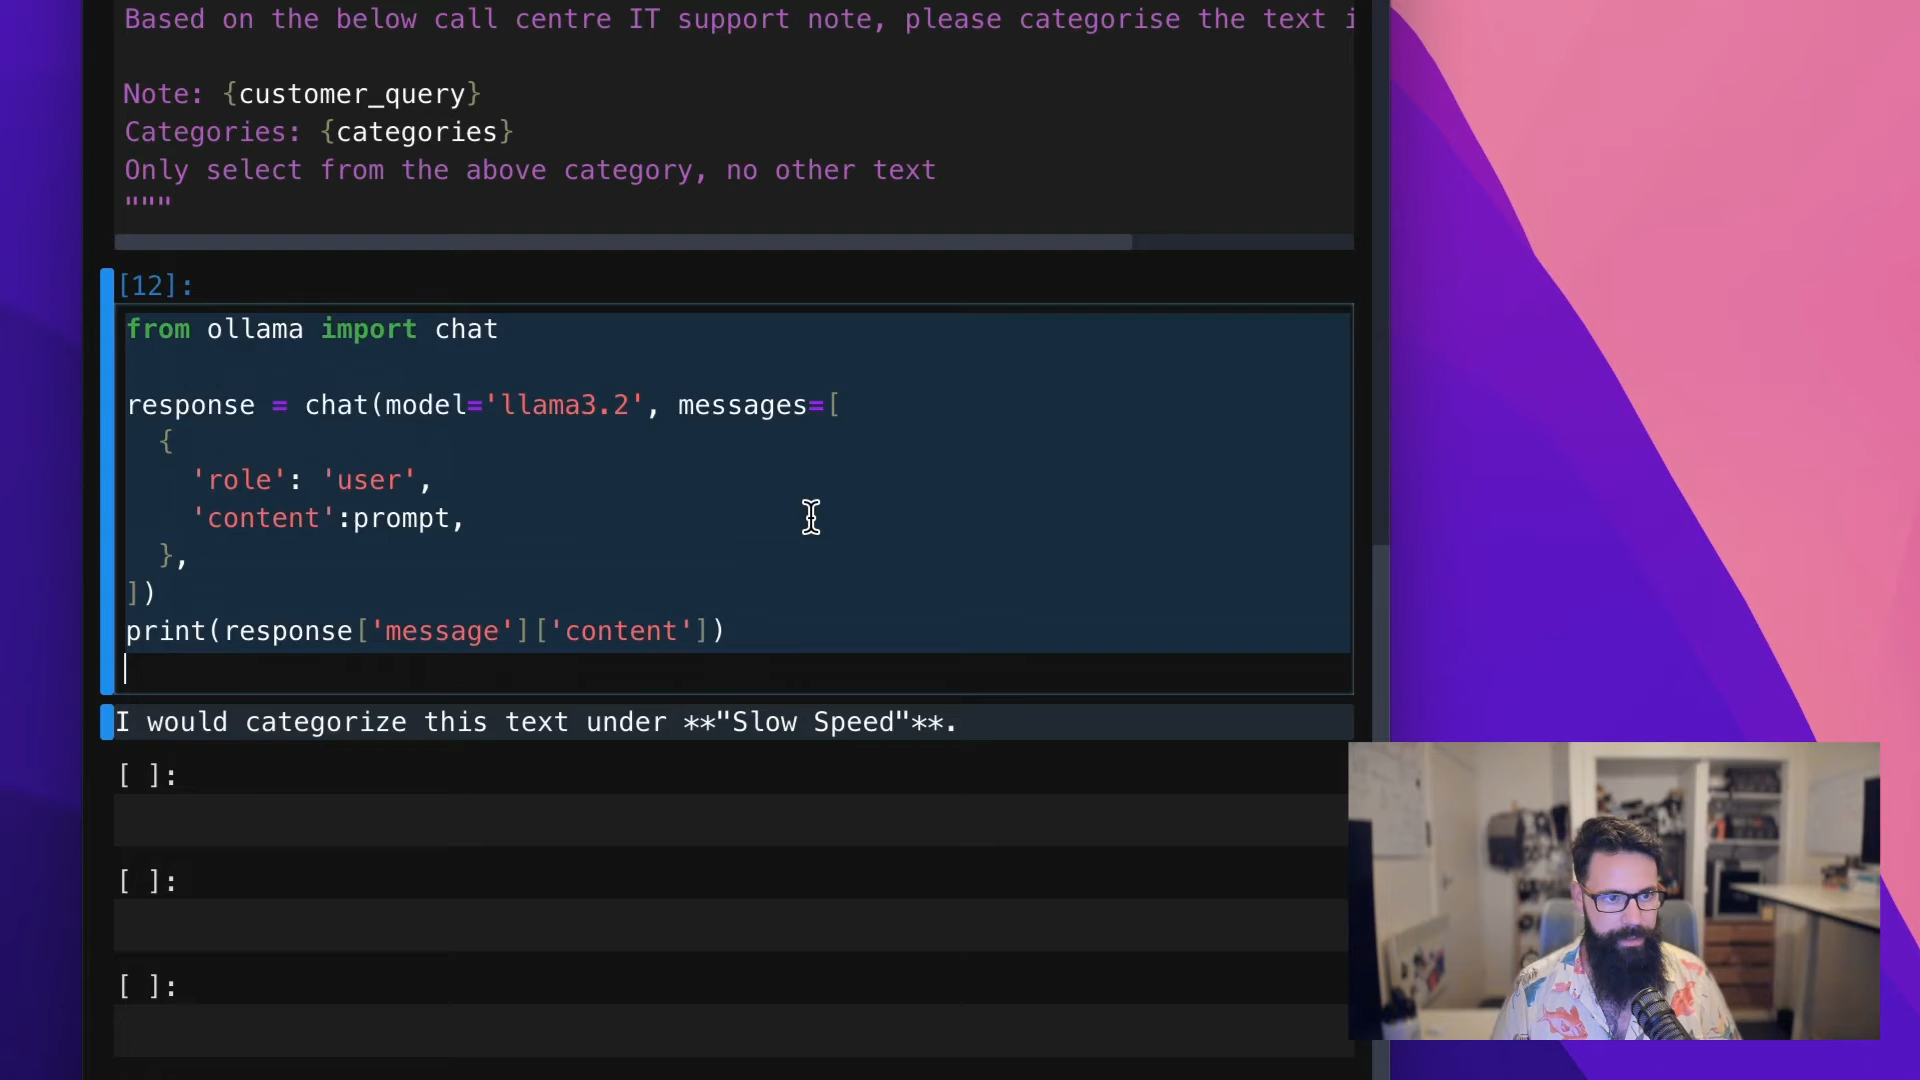 Based on the below call centre IT support note, please categorise the text i
Note: {customer_query}
Categories: {categories}
Only select from the above category, no other text
"""
[12]:
from ollama import chat
response = chat(model='llama3.2', messages=[
  {
    'role': 'user',
    'content':prompt,
  },
])
print(response['message']['content'])
I would categorize this text under **"Slow Speed"**.
[ ]:
[ ]:
[ ]: